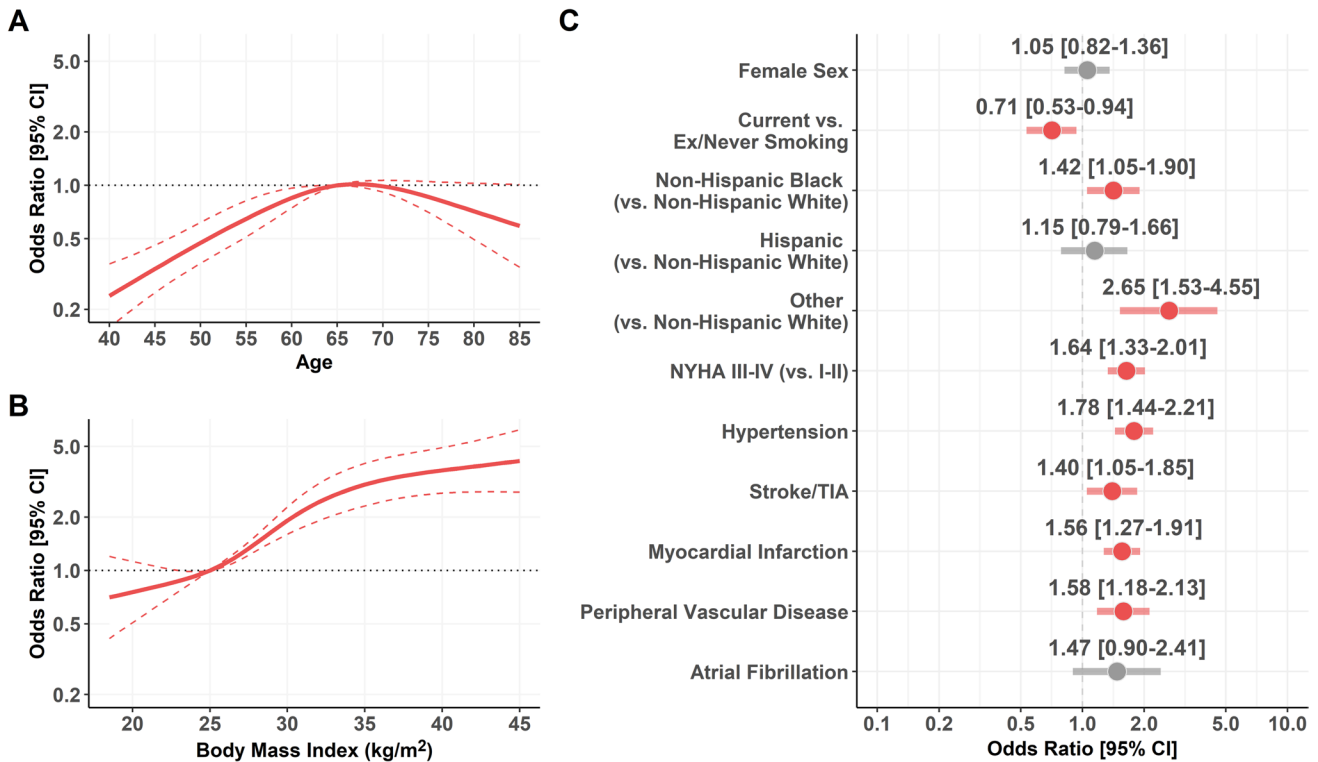 A
Odds Ratio [95% CI]
5.0
2.0
1.0
0.5
0.2
40 45 50 55 60 65 70 75 80 85
Age
B
Odds Ratio [95% CI]
5.0
2.0
1.0
0.5
0.2
20 25 30 35 40 45
Body Mass Index (kg/m²)
C
1.05 [0.82-1.36]
Female Sex
0.71 [0.53-0.94]
Current vs.
Ex/Never Smoking
1.42 [1.05-1.90]
Non-Hispanic Black
(vs. Non-Hispanic White)
1.15 [0.79-1.66]
Hispanic
(vs. Non-Hispanic White)
2.65 [1.53-4.55]
Other
(vs. Non-Hispanic White)
1.64 [1.33-2.01]
NYHA III-IV (vs. I-II)
1.78 [1.44-2.21]
Hypertension
1.40 [1.05-1.85]
Stroke/TIA
1.56 [1.27-1.91]
Myocardial Infarction
1.58 [1.18-2.13]
Peripheral Vascular Disease
1.47 [0.90-2.41]
Atrial Fibrillation
0.1 0.2 0.5 1.0 2.0 5.0 10.0
Odds Ratio [95% CI]